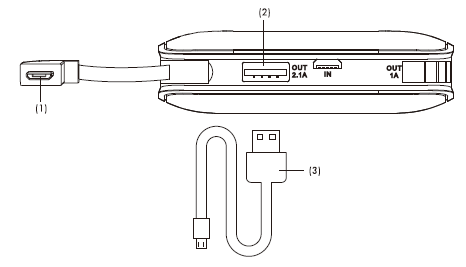 (2)
OUT
2.1A
IN
OUT
1A
(1)
(3)